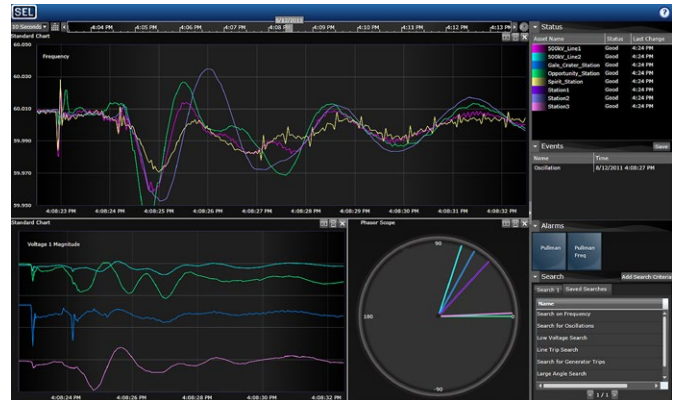 SEL
?
10 Seconds
8/12/2011
4:04 PM 4:05 PM 4:06 PM 4:07 PM 4:08 PM 4:09 PM 4:10 PM 4:11 PM 4:12 PM 4:13 PM
Standard Chart
60.030
Frequency
60.010
59.990
59.970
59.950
4:08:23 PM 4:08:24 PM 4:08:25 PM 4:08:26 PM 4:08:27 PM 4:08:28 PM 4:08:29 PM 4:08:30 PM 4:08:31 PM 4:08:32 PM
Standard Chart
Voltage 1 Magnitude
4:08:24 PM 4:08:26 PM 4:08:28 PM 4:08:30 PM 4:08:32 PM
Phasor Scope
90
180
0
-90
Status
Asset Name Status Last Change
500kV_Line1 Good 4:24 PM
500kV_Line2 Good 4:24 PM
Gale_Crater_Station Good 4:24 PM
Opportunity_Station Good 4:24 PM
Spirit_Station Good 4:24 PM
Station1 Good 4:24 PM
Station2 Good 4:24 PM
Station3 Good 4:24 PM
Events Save
Name Time
Oscillation 8/12/2011 4:08:27 PM
Alarms
Pullman
Pullman Freq
Search Add Search Criteria
Search 1 Saved Searches
Name
Search on Frequency
Search for Oscillations
Low Voltage Search
Line Trip Search
Search for Generator Trips
Large Angle Search
1 / 1